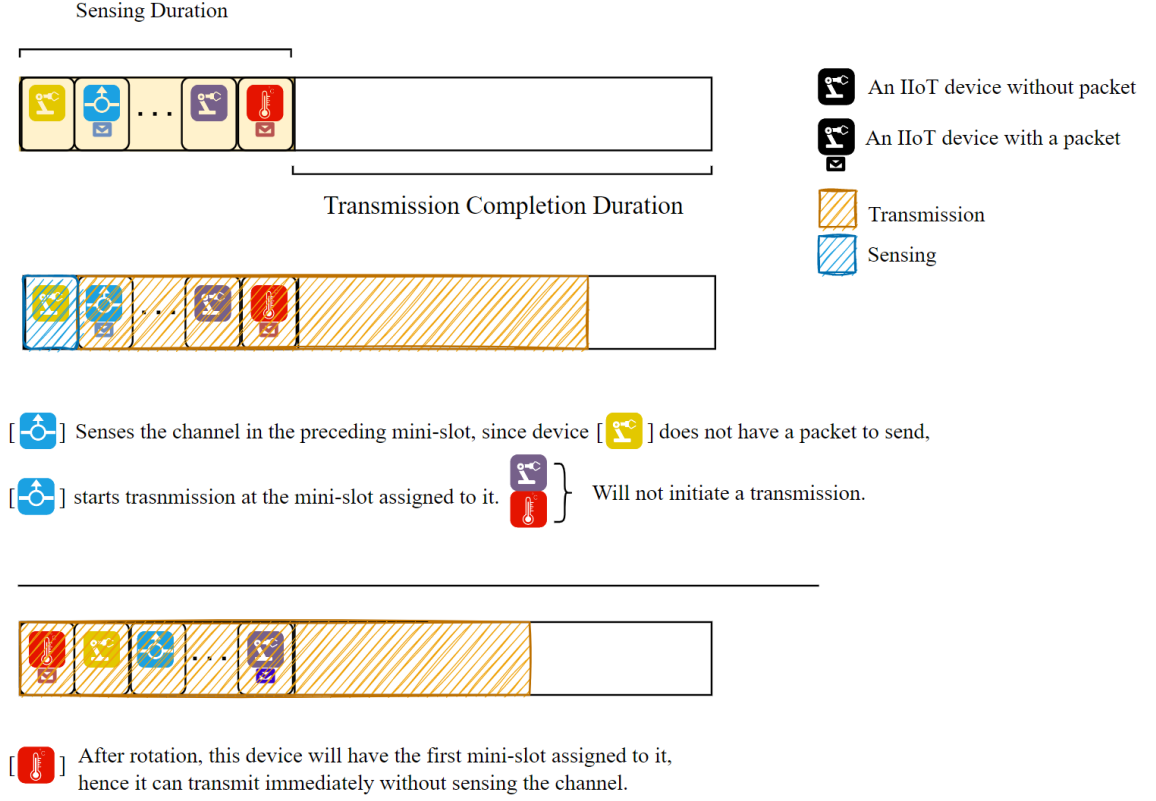 Sensing Duration
. . .
An IIoT device without packet
An IIoT device with a packet
Transmission Completion Duration
Transmission
Sensing
. . .
[ ] Senses the channel in the preceding mini-slot, since device [ ] does not have a packet to send,
[ ] starts trasnmission at the mini-slot assigned to it.
Will not initiate a transmission.
. . .
[ ] After rotation, this device will have the first mini-slot assigned to it,
hence it can transmit immediately without sensing the channel.